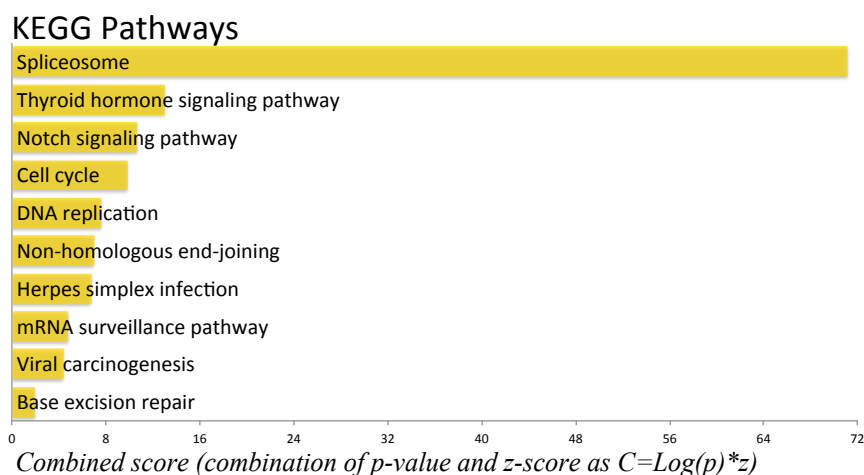 KEGG Pathways
Spliceosome
Thyroid hormone signaling pathway
Notch signaling pathway
Cell cycle
DNA replication
Non-homologous end-joining
Herpes simplex infection
mRNA surveillance pathway
Viral carcinogenesis
Base excision repair
0 8 16 24 32 40 48 56 64 72
Combined score (combination of p-value and z-score as C=Log(p)*z)